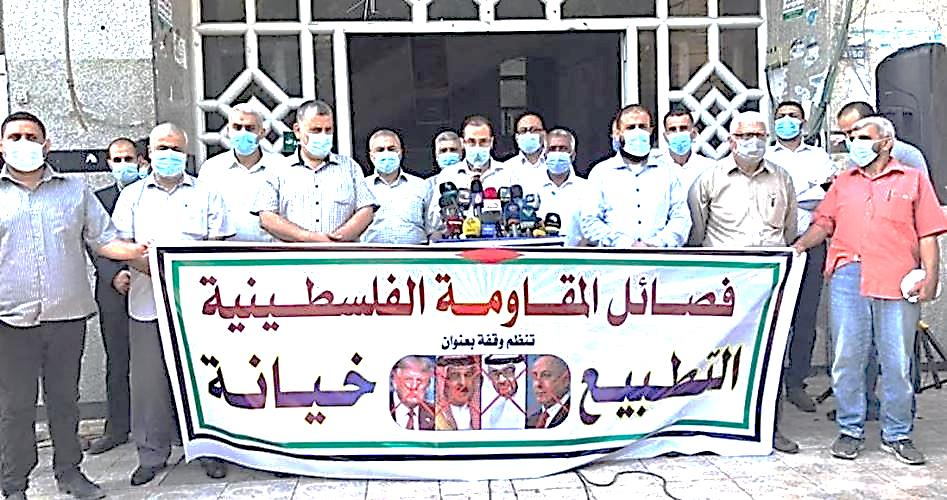 فصائل المقاومة الفلسطينية
تنظم وقفة بعنوان
التطبيع خيانة